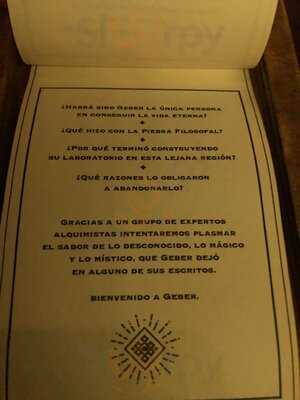 ¿Habrá sido Geber la única persona
en conseguir la vida eterna?
¿Qué hizo con la Piedra Filosofal?
¿Por qué terminó construyendo
su laboratorio en esta lejana región?
¿Qué razones lo obligaron
a abandonarlo?
Gracias a un grupo de expertos
alquimistas intentaremos plasmar
el sabor de lo desconocido, lo mágico
y lo místico, que Geber dejó
en alguno de sus escritos.
Bienvenido a Geber.